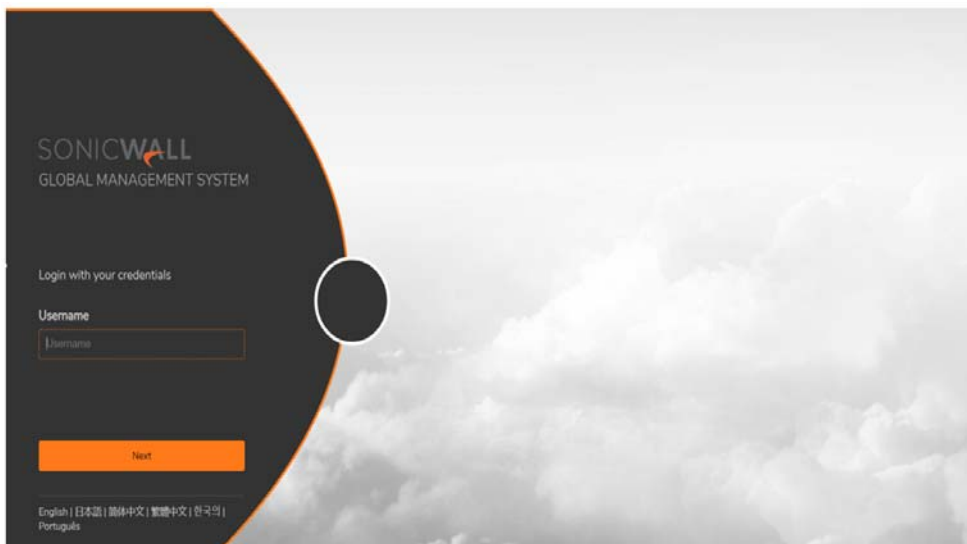 SONICWALL
GLOBAL MANAGEMENT SYSTEM
Login with your credentials
Username
Username
Next
English | 日本語 | 简体中文 | 繁體中文 | 한국의 |
Português